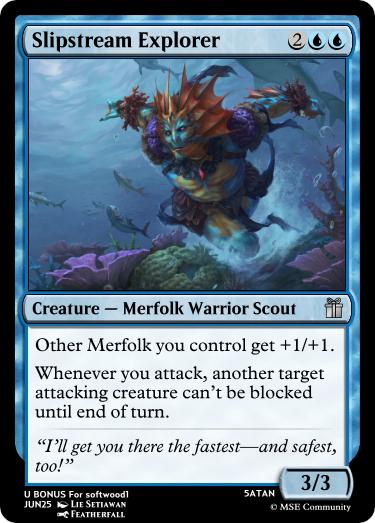 Slipstream Explorer 2
Creature — Merfolk Warrior Scout
Other Merfolk you control get +1/+1.
Whenever you attack, another target
attacking creature can't be blocked
until end of turn.
“I'll get you there the fastest—and safest,
too!”
3/3
U BONUS For softwood1 5ATAN
JUN25 Lie Setiawan © MSE Community
Featherfall